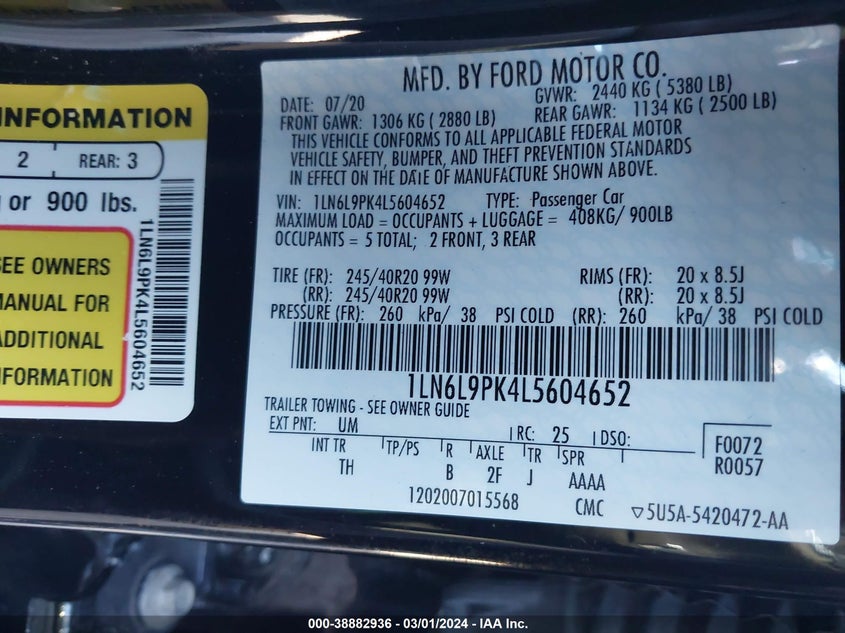 INFORMATION
2 REAR: 3
or 900 lbs.
SEE OWNERS
MANUAL FOR
ADDITIONAL
INFORMATION
1LN6L9PK4L5604652
MFD. BY FORD MOTOR CO.
DATE: 07/20 GVWR: 2440 KG ( 5380 LB)
FRONT GAWR: 1306 KG ( 2880 LB) REAR GAWR: 1134 KG ( 2500 LB)
THIS VEHICLE CONFORMS TO ALL APPLICABLE FEDERAL MOTOR
VEHICLE SAFETY, BUMPER, AND THEFT PREVENTION STANDARDS
IN EFFECT ON THE DATE OF MANUFACTURE SHOWN ABOVE.
VIN: 1LN6L9PK4L5604652 TYPE: Passenger Car
MAXIMUM LOAD = OCCUPANTS + LUGGAGE = 408KG/ 900LB
OCCUPANTS = 5 TOTAL; 2 FRONT, 3 REAR
TIRE (FR): 245/40R20 99W RIMS (FR): 20 x 8.5J
(RR): 245/40R20 99W (RR): 20 x 8.5J
PRESSURE (FR): 260 kPa/ 38 PSI COLD (RR): 260 kPa/ 38 PSI COLD
1LN6L9PK4L5604652
TRAILER TOWING - SEE OWNER GUIDE
EXT PNT: UM RC: 25 DSO: F0072
INT TR TP/PS R AXLE TR SPR R0057
TH B 2F J AAAA
1202007015568 CMC ▽5U5A-5420472-AA
000-38882936 - 03/01/2024 - IAA Inc.